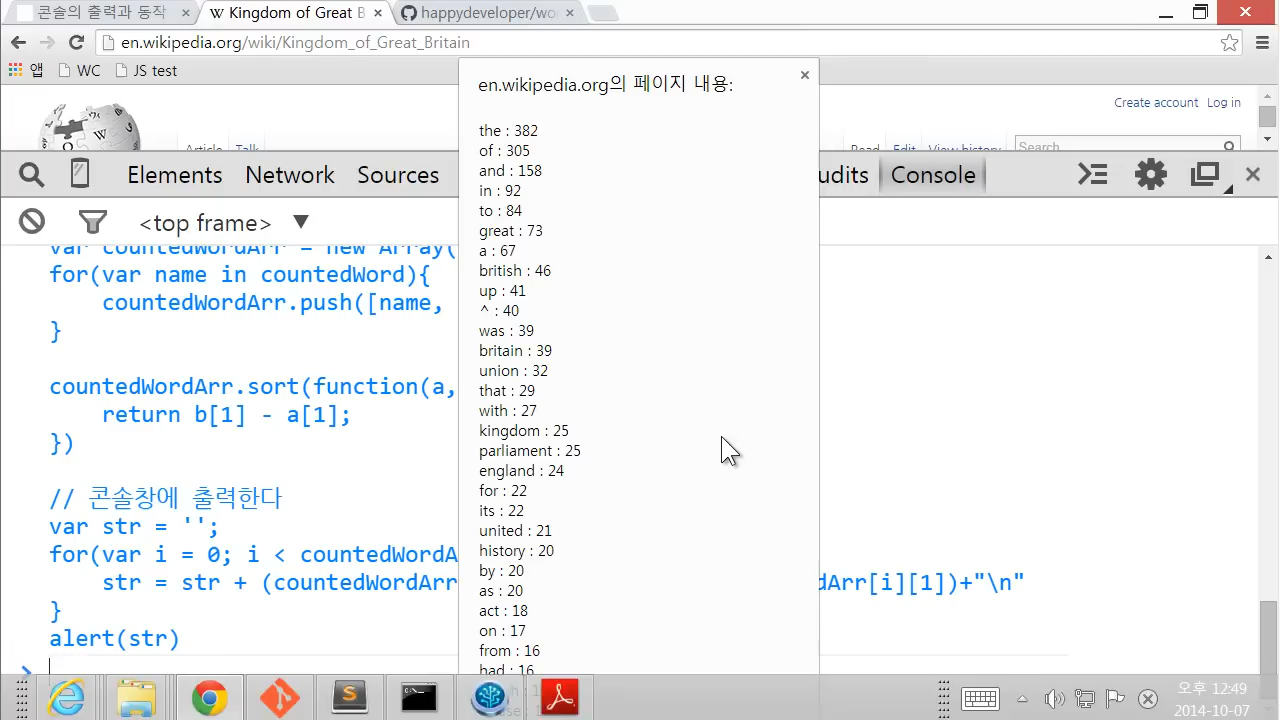 콘솔의 출력과 동작
Kingdom of Great B
happydeveloper/wo
en.wikipedia.org/wiki/Kingdom_of_Great_Britain
앱 WC JS test
Create account Log in
Article Talk Read Edit View history Search
Elements Network Sources udits Console
<top frame>
en.wikipedia.org의 페이지 내용:
the : 382
of : 305
and : 158
in : 92
to : 84
great : 73
a : 67
british : 46
up : 41
^ : 40
was : 39
britain : 39
union : 32
that : 29
with : 27
kingdom : 25
parliament : 25
england : 24
for : 22
its : 22
united : 21
history : 20
by : 20
as : 20
act : 18
on : 17
from : 16
had : 16
var countedWordArr = new Array(
for(var name in countedWord){
countedWordArr.push([name,
}
countedWordArr.sort(function(a,
return b[1] - a[1];
})
// 콘솔창에 출력한다
var str = '';
for(var i = 0; i < countedWordA
str = str + (countedWordArr dArr[i][1])+"\n"
}
alert(str)
>
오후 12:49
2014-10-07